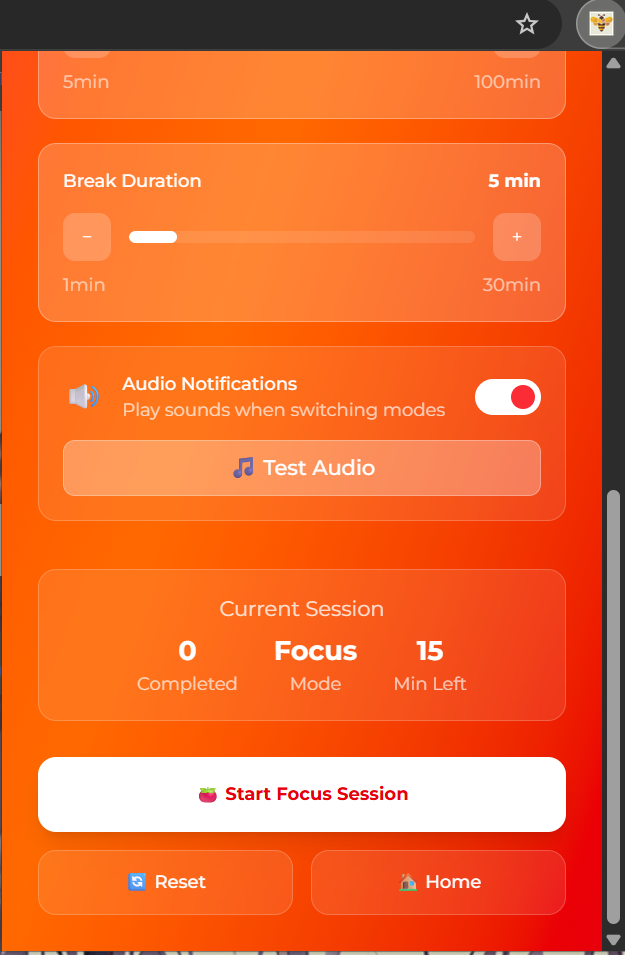 5min 100min
Break Duration 5 min
− +
1min 30min
Audio Notifications
Play sounds when switching modes
🎵 Test Audio
Current Session
0 Focus 15
Completed Mode Min Left
🍅 Start Focus Session
🔄 Reset 🏠 Home